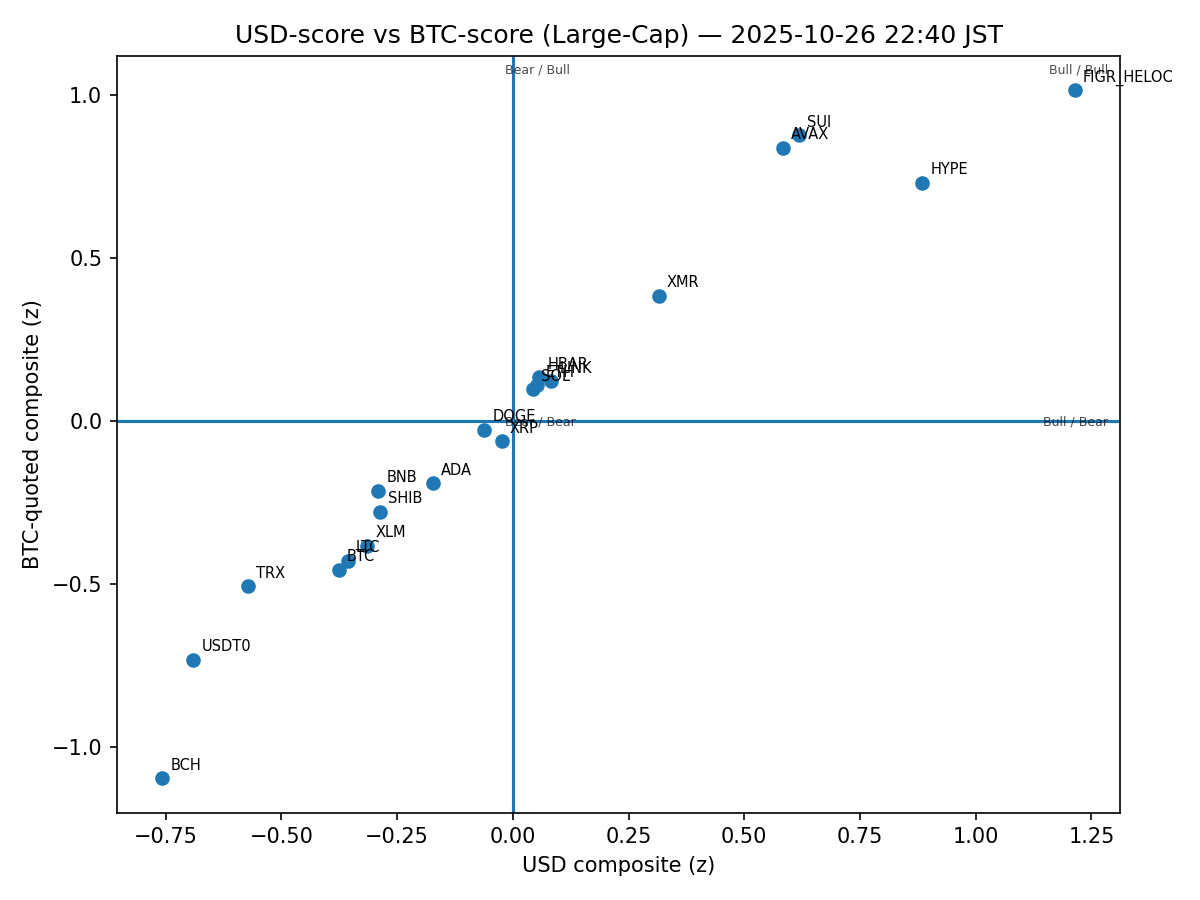 USD-score vs BTC-score (Large-Cap) — 2025-10-26 22:40 JST
Bear / Bull
Bull / Bull
FIGR_HELOC
1.0
SUI
AVAX
HYPE
0.5
XMR
HBAR
LINK
ETH
SOL
DOGE
0.0
Bear / Bear
Bull / Bear
XRP
ADA
BNB
SHIB
XLM
LTC
BTC
−0.5
TRX
USDT0
−1.0
BCH
−0.75
−0.50
−0.25
0.00
0.25
0.50
0.75
1.00
1.25
USD composite (z)
BTC-quoted composite (z)